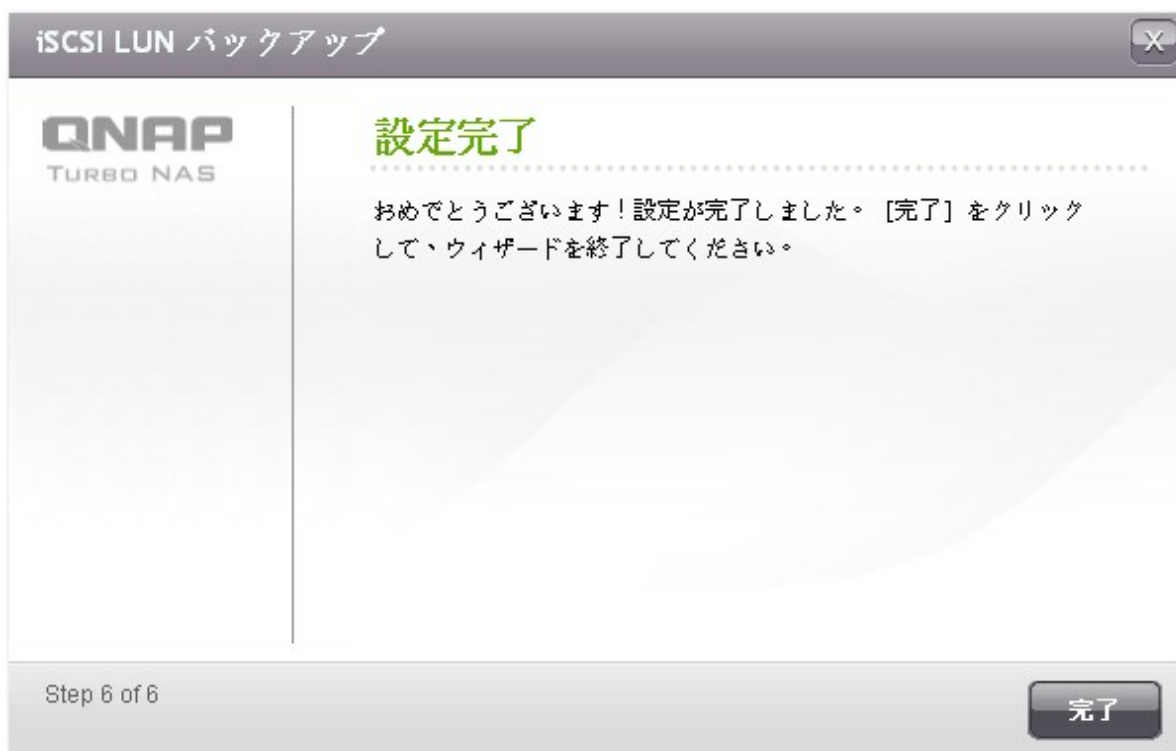 iSCSI LUN バックアップ
X
QNAP
TURBO NAS
設定完了
おめでとうございます！設定が完了しました。 [完了] をクリック
して、ウィザードを終了してください。
Step 6 of 6
完了